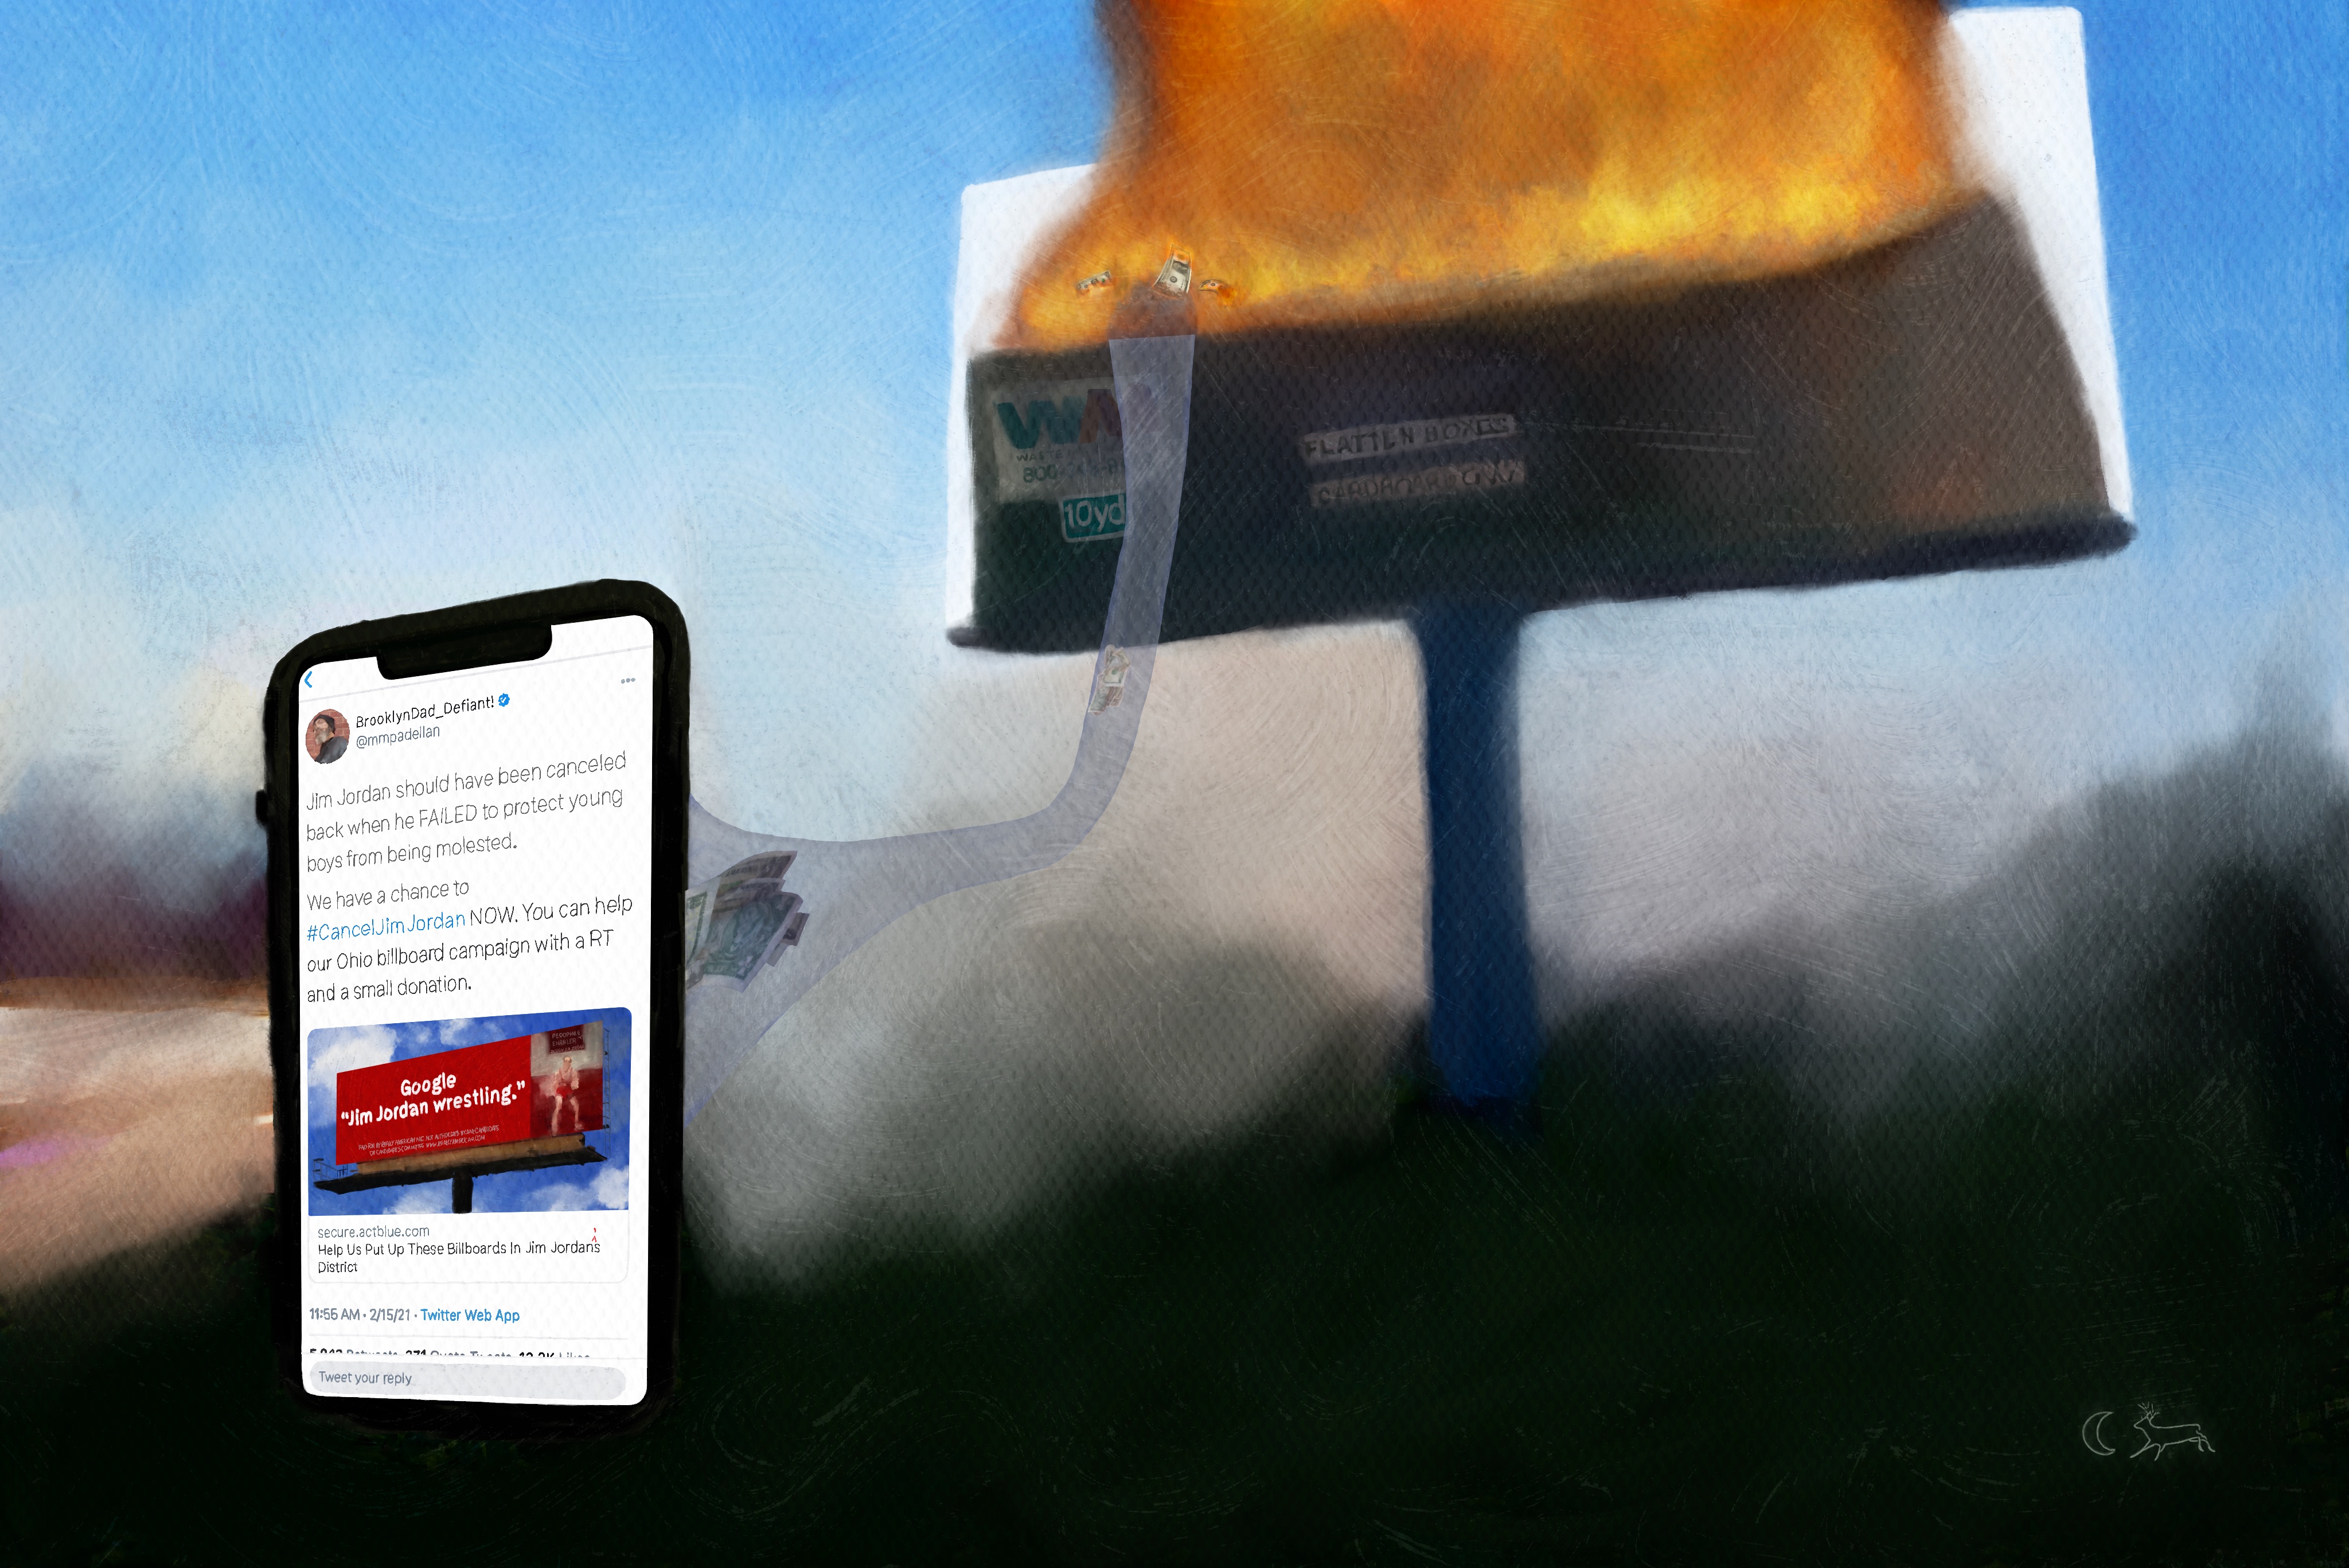 BrooklynDad_Defiant!
@mmpadellan
Jim Jordan should have been canceled
back when he FAILED to protect young
boys from being molested.
We have a chance to
#CancelJimJordan NOW. You can help
our Ohio billboard campaign with a RT
and a small donation.
Google
"Jim Jordan wrestling."
secure.actblue.com
Help Us Put Up These Billboards In Jim Jordans
District
11:55 AM • 2/15/21 • Twitter Web App
Tweet your reply
WM
10yd
FLATTEN BOXES